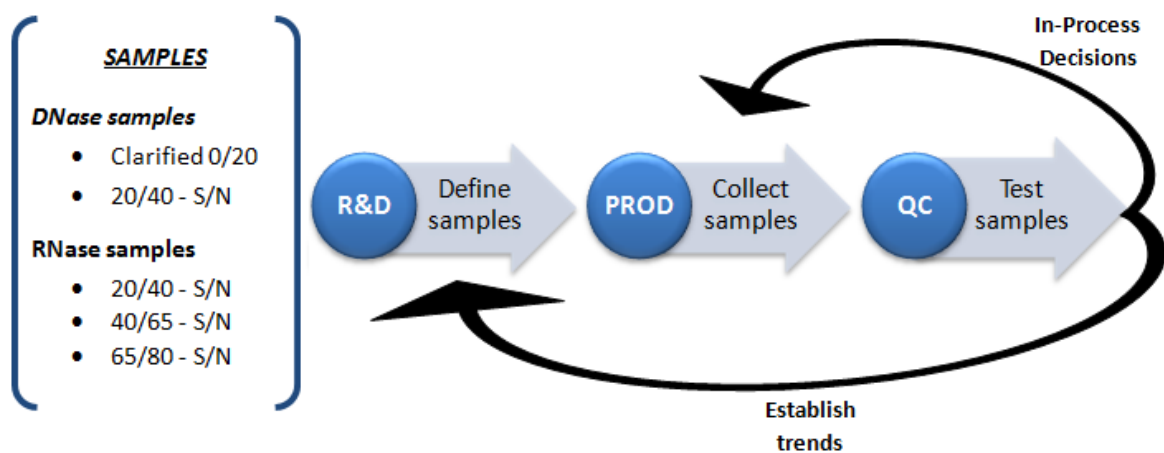 SAMPLES
DNase samples
• Clarified 0/20
• 20/40 - S/N
RNase samples
• 20/40 - S/N
• 40/65 - S/N
• 65/80 - S/N
R&D
Define
samples
PROD
Collect
samples
QC
Test
samples
In-Process
Decisions
Establish
trends